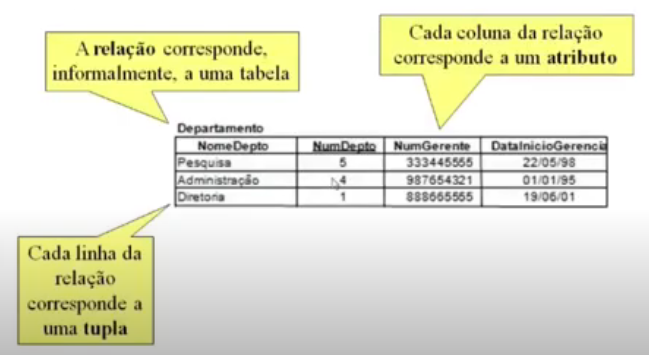 A relação corresponde,
informalmente, a uma tabela
Cada coluna da relação
corresponde a um atributo
Departamento
NomeDepto NumDepto NumGerente DataInicioGerencia
Pesquisa 5 333445555 22/05/98
Administração 4 987654321 01/01/95
Diretoria 1 888665555 19/06/01
Cada linha da
relação
corresponde a
uma tupla